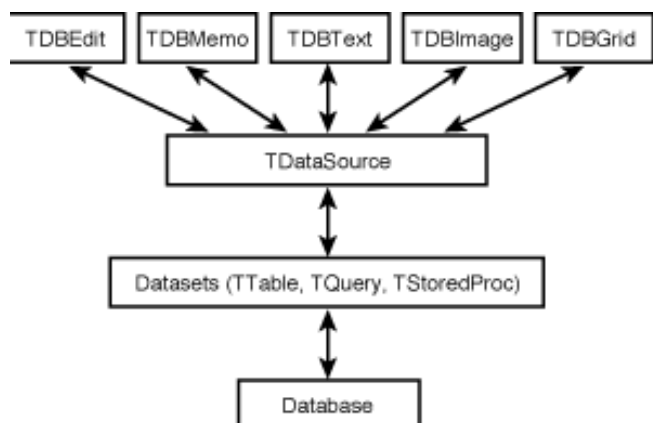 TDBEdit
TDBMemo
TDBText
TDBImage
TDBGrid
TDataSource
Datasets (TTable, TQuery, TStoredProc)
Database